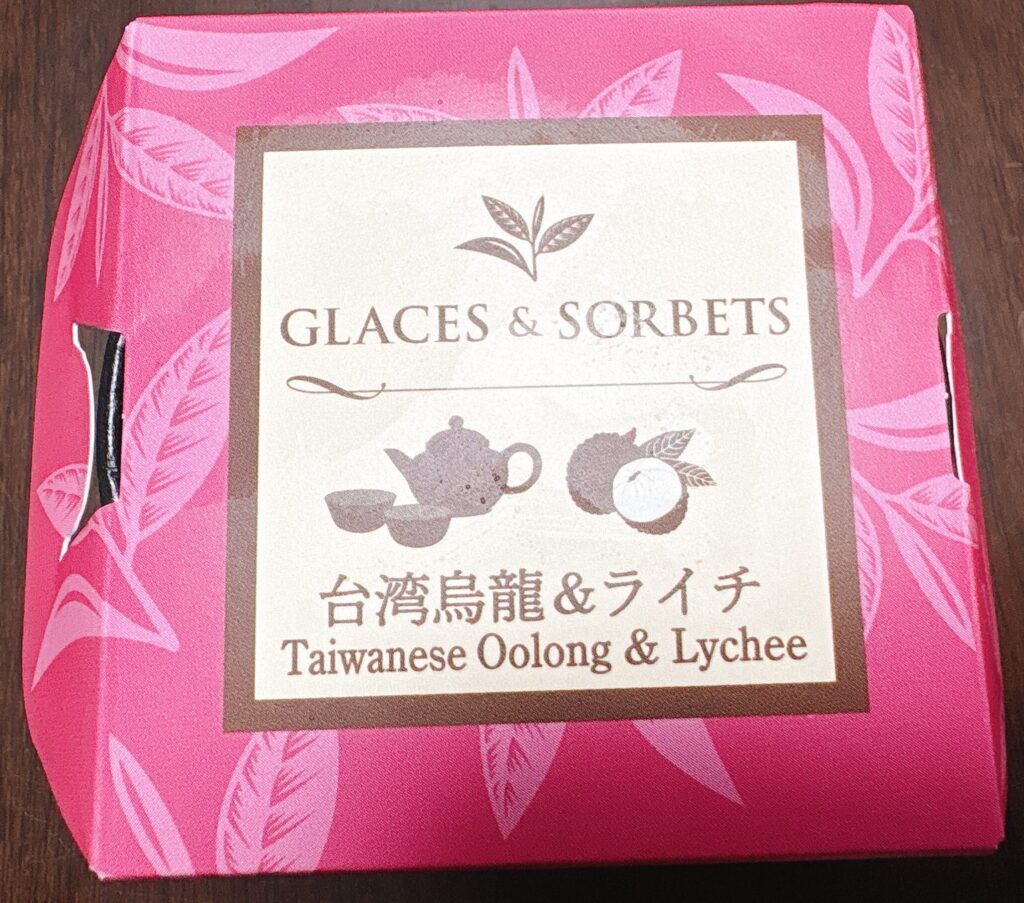 GLACES & SORBETS
台湾烏龍&ライチ
Taiwanese Oolong & Lychee